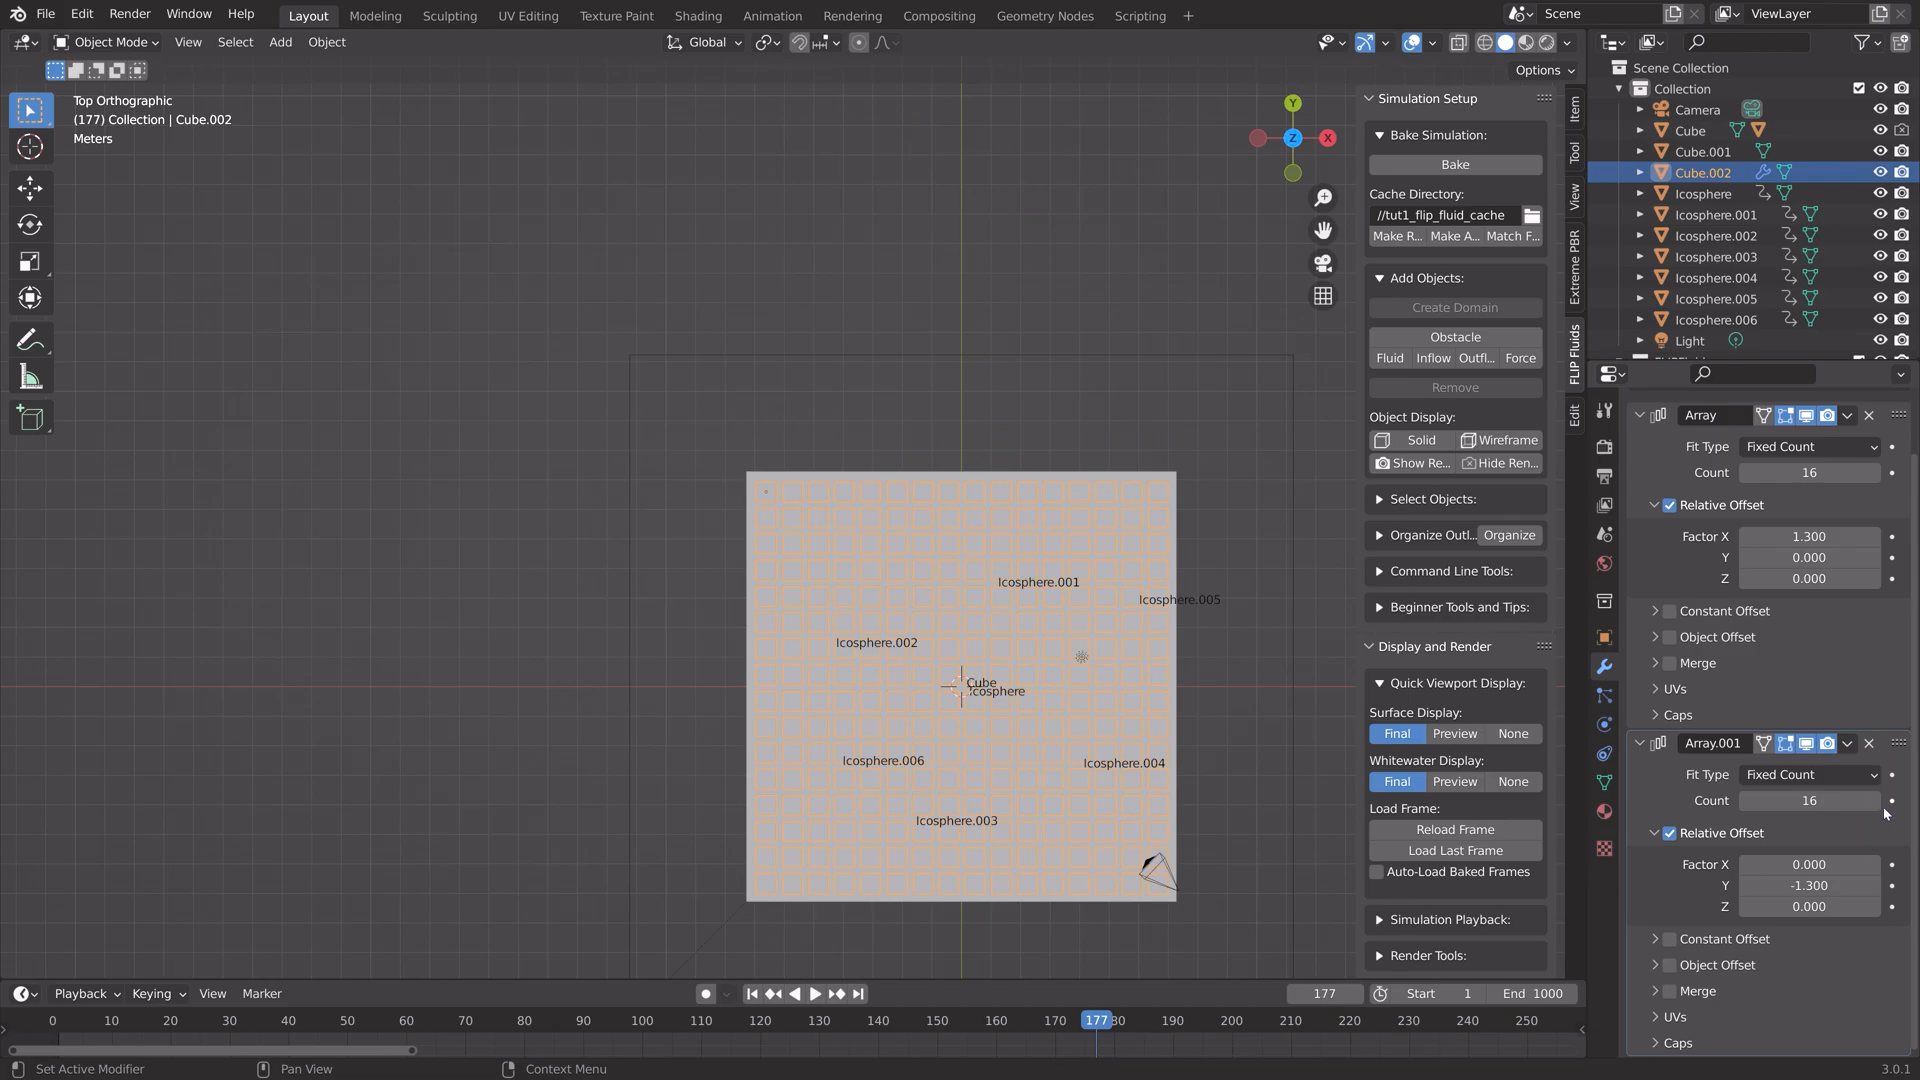 File Edit Render Window Help Layout Modeling Sculpting UV Editing Texture Paint Shading Animation Rendering Compositing Geometry Nodes Scripting + Scene ViewLayer
Object Mode View Select Add Object Global
Options
Top Orthographic
(177) Collection | Cube.002
Meters
Y
Z
X
Icosphere.001
Icosphere.005
Icosphere.002
Cube
Icosphere
Icosphere.006
Icosphere.004
Icosphere.003
Simulation Setup
Bake Simulation:
Bake
Cache Directory:
//tut1_flip_fluid_cache
Make R... Make A... Match F...
Add Objects:
Create Domain
Obstacle
Fluid Inflow Outfl... Force
Remove
Object Display:
Solid Wireframe
Show Re... Hide Ren...
Select Objects:
Organize Outl... Organize
Command Line Tools:
Beginner Tools and Tips:
Display and Render
Quick Viewport Display:
Surface Display:
Final Preview None
Whitewater Display:
Final Preview None
Load Frame:
Reload Frame
Load Last Frame
Auto-Load Baked Frames
Simulation Playback:
Render Tools:
Item
Tool
View
Extreme PBR
FLIP Fluids
Edit
Scene Collection
Collection
Camera
Cube
Cube.001
Cube.002
Icosphere
Icosphere.001
Icosphere.002
Icosphere.003
Icosphere.004
Icosphere.005
Icosphere.006
Light
Array
Fit Type Fixed Count
Count 16
Relative Offset
Factor X 1.300
Y 0.000
Z 0.000
Constant Offset
Object Offset
Merge
UVs
Caps
Array.001
Fit Type Fixed Count
Count 16
Relative Offset
Factor X 0.000
Y -1.300
Z 0.000
Constant Offset
Object Offset
Merge
UVs
Caps
Playback Keying View Marker 177 Start 1 End 1000
0 10 20 30 40 50 60 70 80 90 100 110 120 130 140 150 160 170 177 80 190 200 210 220 230 240 250
Set Active Modifier Pan View Context Menu 3.0.1